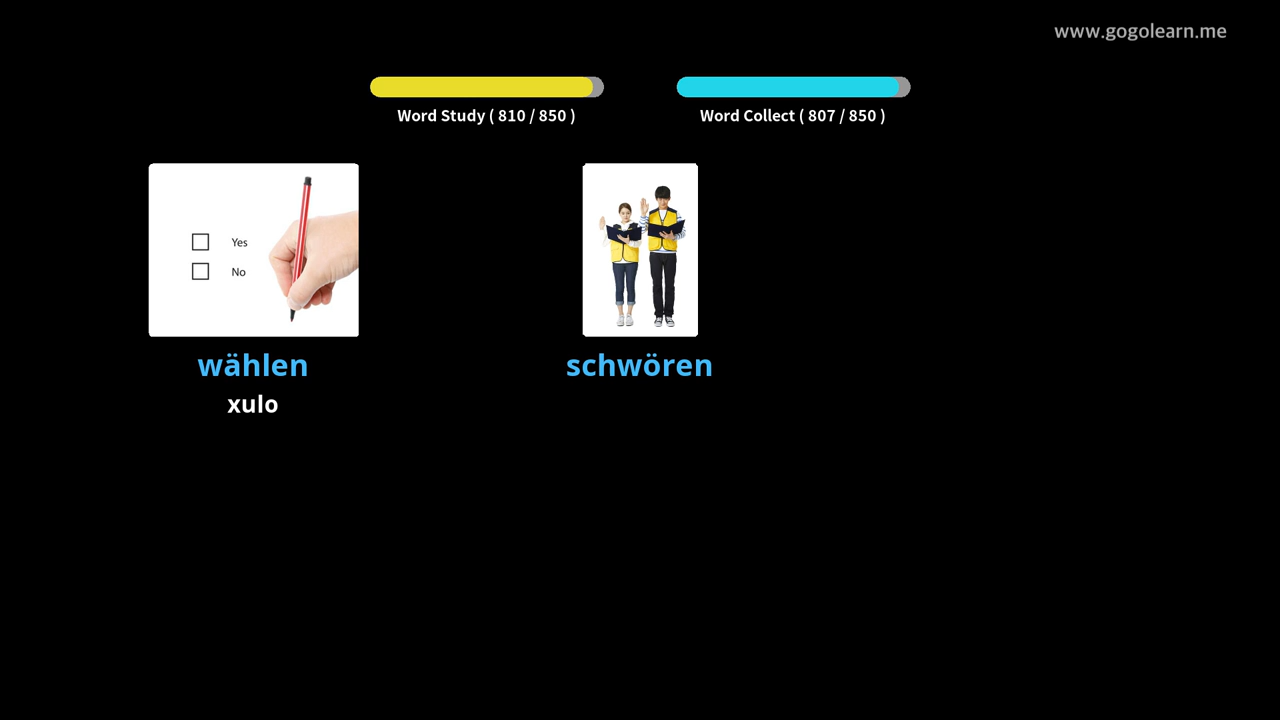 www.gogolearn.me
Word Study ( 810 / 850 )
Word Collect ( 807 / 850 )
Yes
No
wählen
xulo
schwören